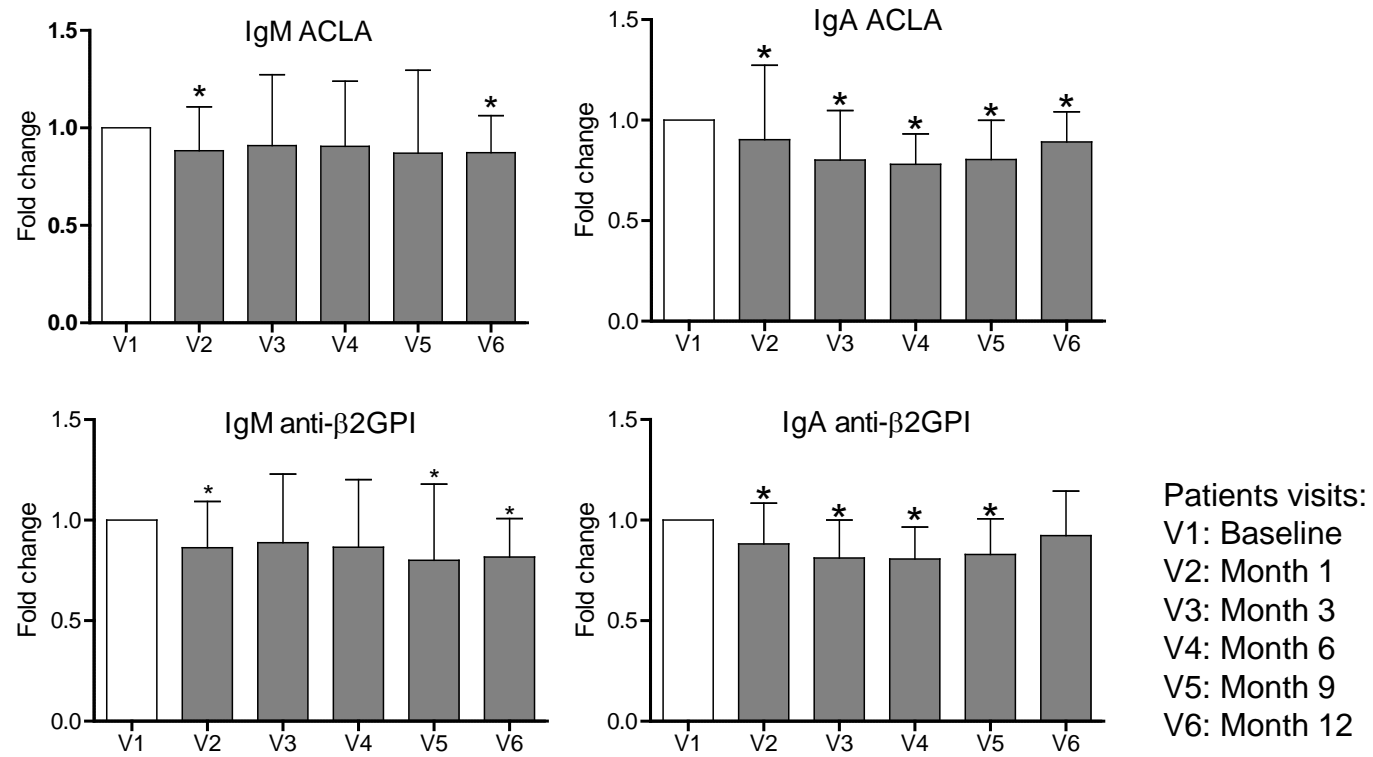 IgM ACLA
Fold change
1.5
1.0
0.5
0.0
*
*
V1 V2 V3 V4 V5 V6
IgA ACLA
Fold change
1.5
1.0
0.5
0.0
*
*
*
*
*
V1 V2 V3 V4 V5 V6
IgM anti-β2GPI
Fold change
1.5
1.0
0.5
0.0
*
*
*
V1 V2 V3 V4 V5 V6
IgA anti-β2GPI
Fold change
1.5
1.0
0.5
0.0
*
*
*
*
V1 V2 V3 V4 V5 V6
Patients visits:
V1: Baseline
V2: Month 1
V3: Month 3
V4: Month 6
V5: Month 9
V6: Month 12